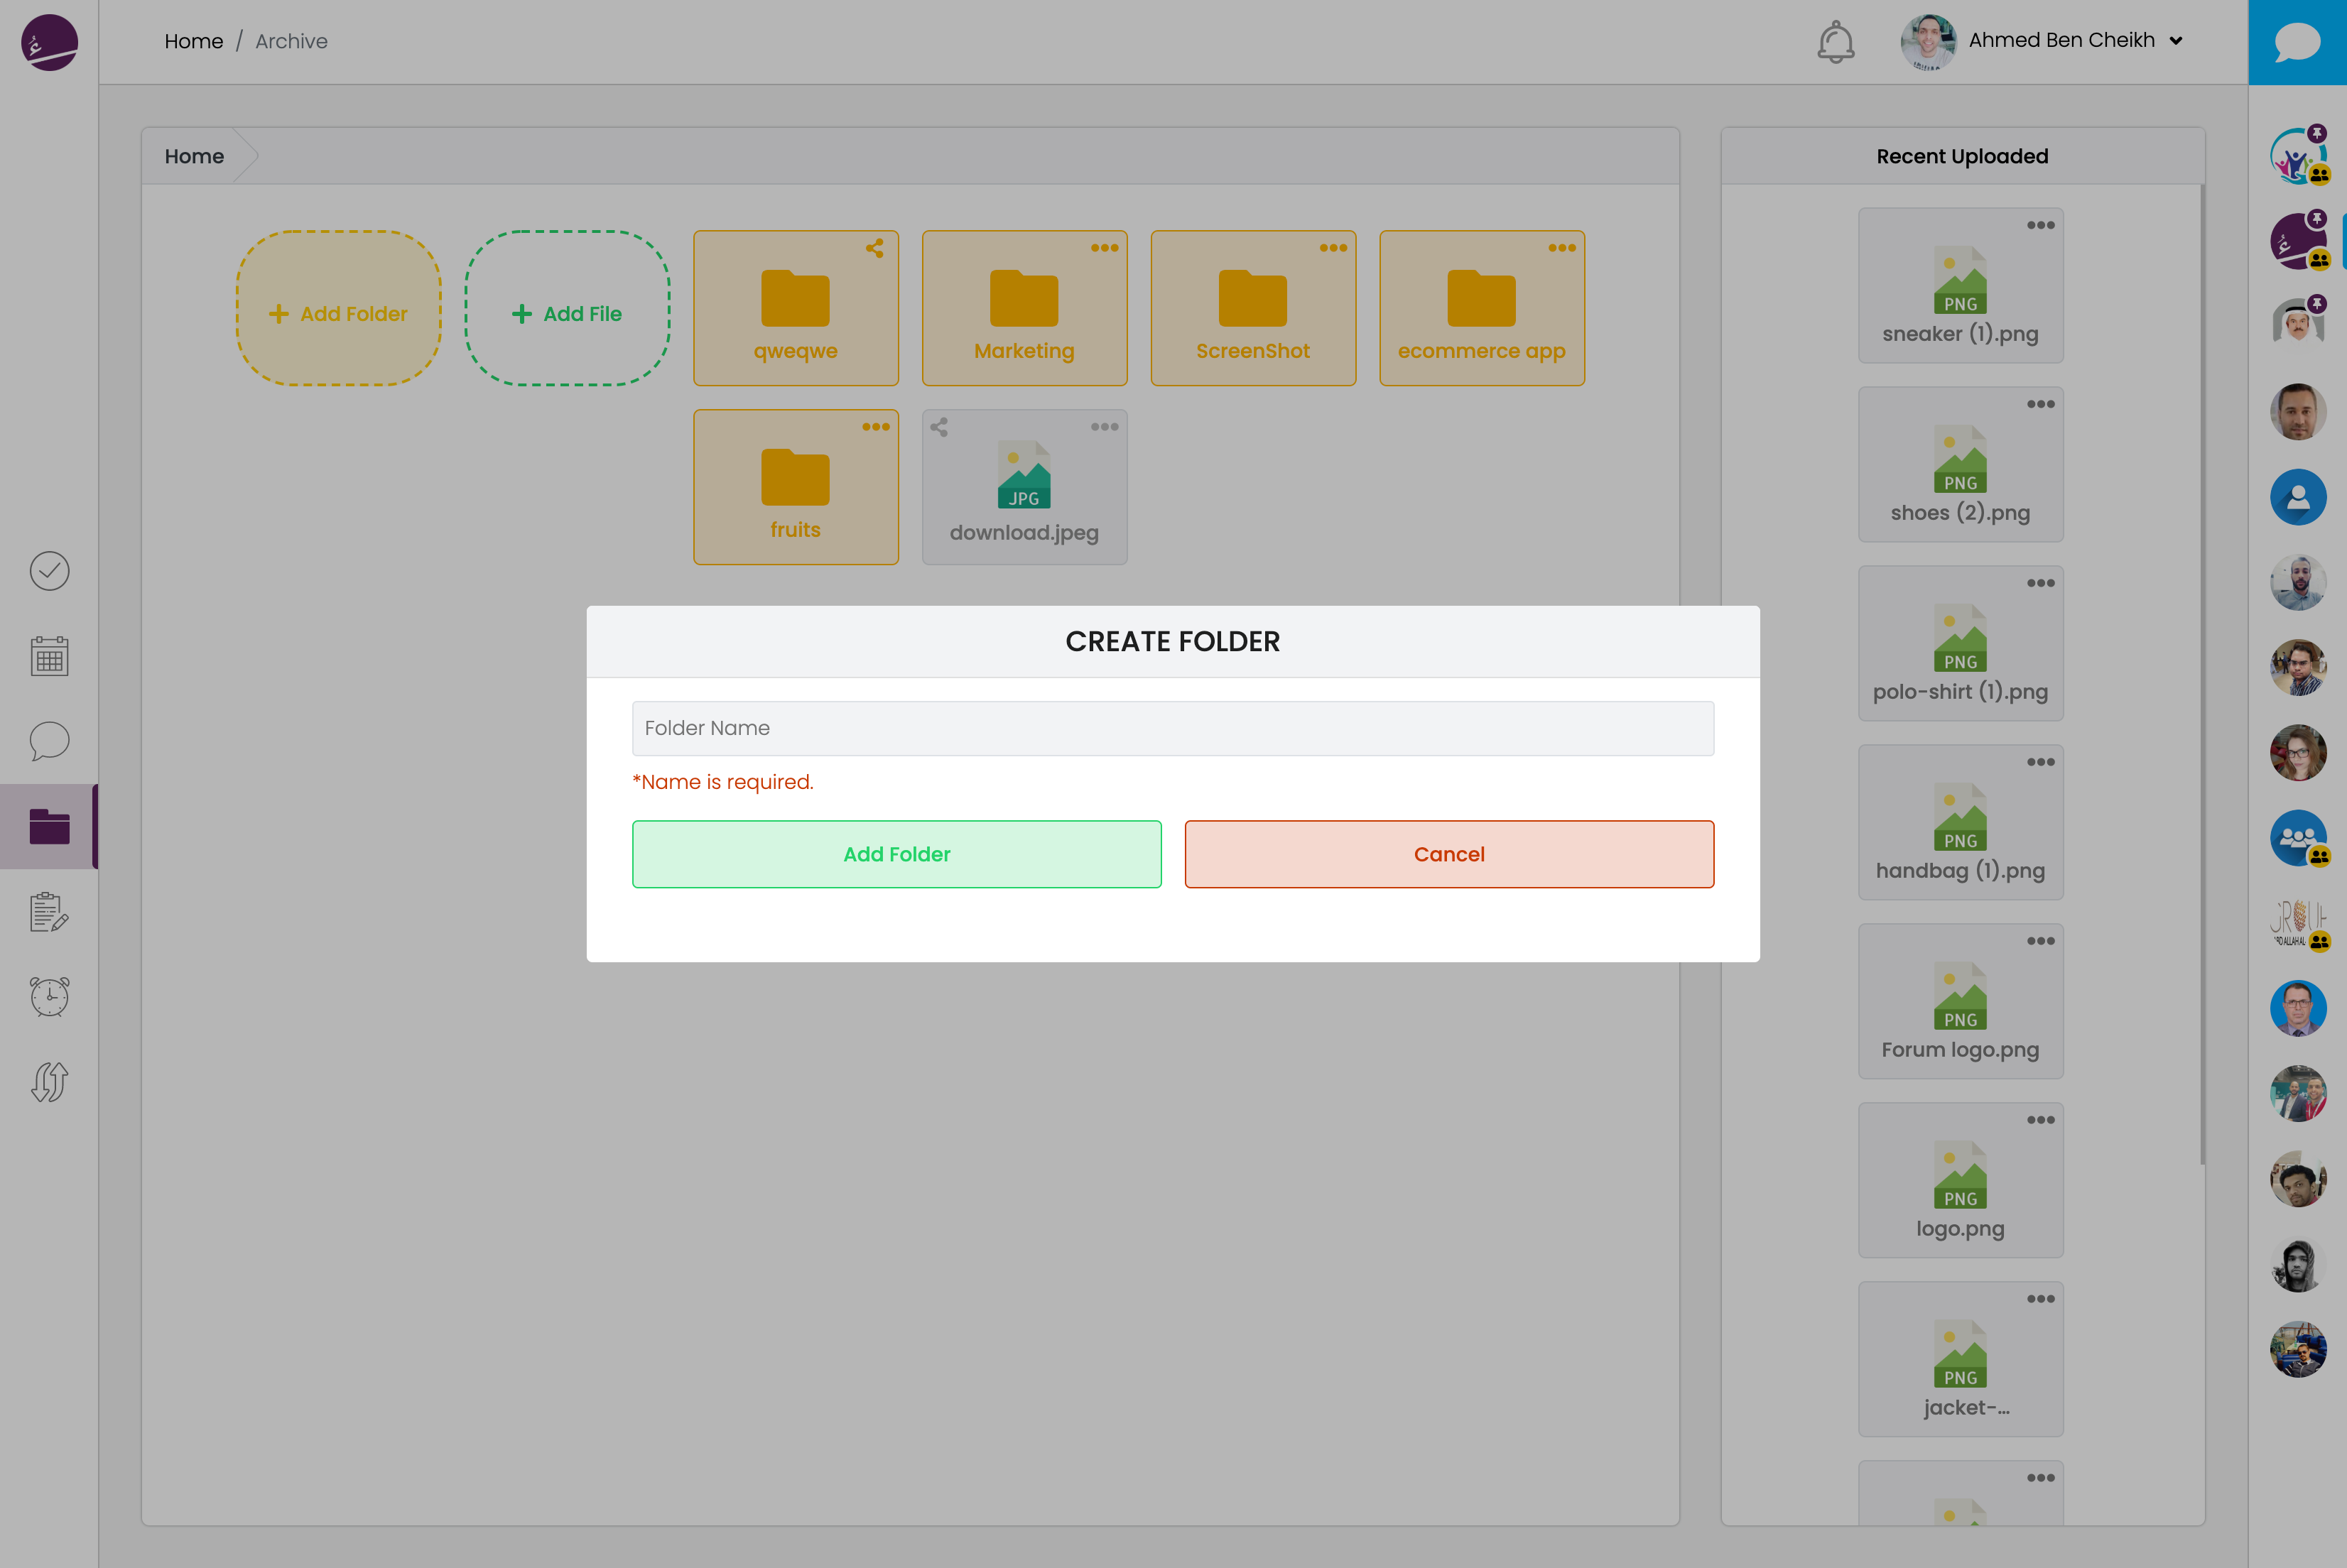 Home / Archive
Ahmed Ben Cheikh
Home
Recent Uploaded
+ Add Folder
+ Add File
qweqwe
Marketing
ScreenShot
ecommerce app
fruits
JPG
download.jpeg
CREATE FOLDER
Folder Name
*Name is required.
Add Folder
Cancel
PNG
sneaker (1).png
PNG
shoes (2).png
PNG
polo-shirt (1).png
PNG
handbag (1).png
PNG
Forum logo.png
PNG
logo.png
PNG
jacket-...